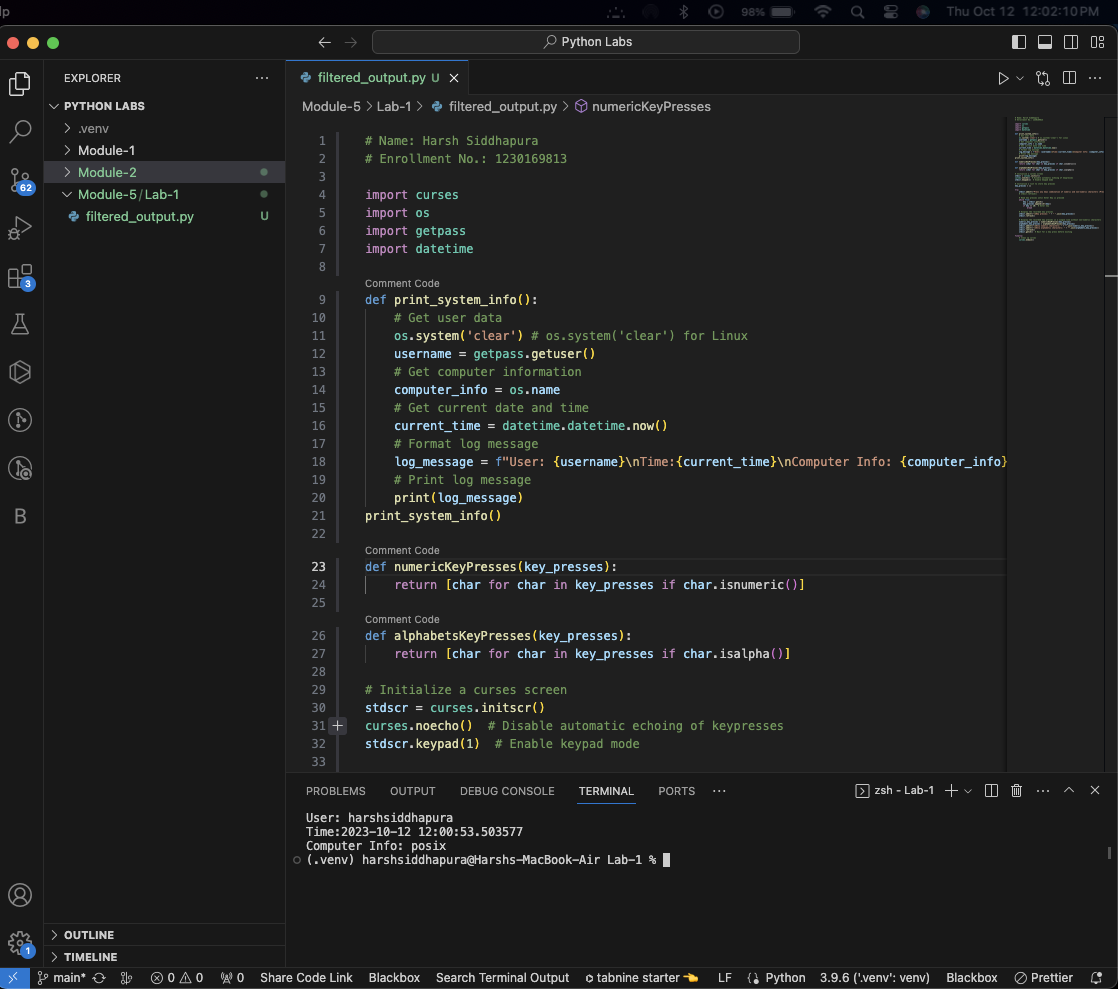 lp
98%
Thu Oct 12 12:02:10 PM
Python Labs
EXPLORER
PYTHON LABS
.venv
Module-1
Module-2
Module-5/Lab-1
filtered_output.py U
62
3
B
1
OUTLINE
TIMELINE
filtered_output.py U
Module-5 > Lab-1 > filtered_output.py > numericKeyPresses
1 # Name: Harsh Siddhapura
2 # Enrollment No.: 1230169813
3
4 import curses
5 import os
6 import getpass
7 import datetime
8
Comment Code
9 def print_system_info():
10 # Get user data
11 os.system('clear') # os.system('clear') for Linux
12 username = getpass.getuser()
13 # Get computer information
14 computer_info = os.name
15 # Get current date and time
16 current_time = datetime.datetime.now()
17 # Format log message
18 log_message = f"User: {username}\nTime:{current_time}\nComputer Info: {computer_info}
19 # Print log message
20 print(log_message)
21 print_system_info()
22
Comment Code
23 def numericKeyPresses(key_presses):
24 return [char for char in key_presses if char.isnumeric()]
25
Comment Code
26 def alphabetsKeyPresses(key_presses):
27 return [char for char in key_presses if char.isalpha()]
28
29 # Initialize a curses screen
30 stdscr = curses.initscr()
31 curses.noecho() # Disable automatic echoing of keypresses
32 stdscr.keypad(1) # Enable keypad mode
33
PROBLEMS OUTPUT DEBUG CONSOLE TERMINAL PORTS
zsh - Lab-1
User: harshsiddhapura
Time:2023-10-12 12:00:53.503577
Computer Info: posix
(.venv) harshsiddhapura@Harshs-MacBook-Air Lab-1 %
main* 0 0 0 Share Code Link Blackbox Search Terminal Output tabnine starter LF Python 3.9.6 ('.venv': venv) Blackbox Prettier